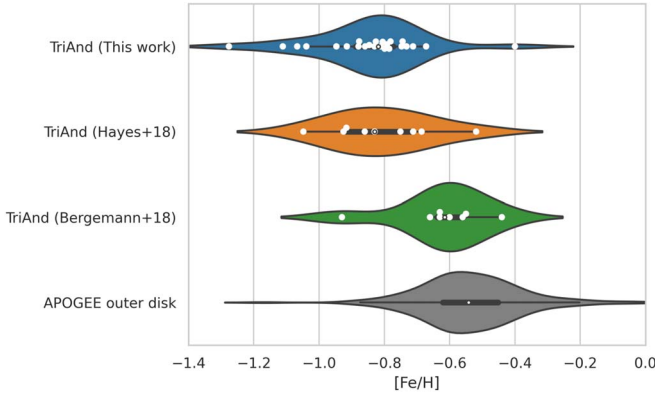 TriAnd (This work)
TriAnd (Hayes+18)
TriAnd (Bergemann+18)
APOGEE outer disk
−1.4 −1.2 −1.0 −0.8 −0.6 −0.4 −0.2 0.0
[Fe/H]